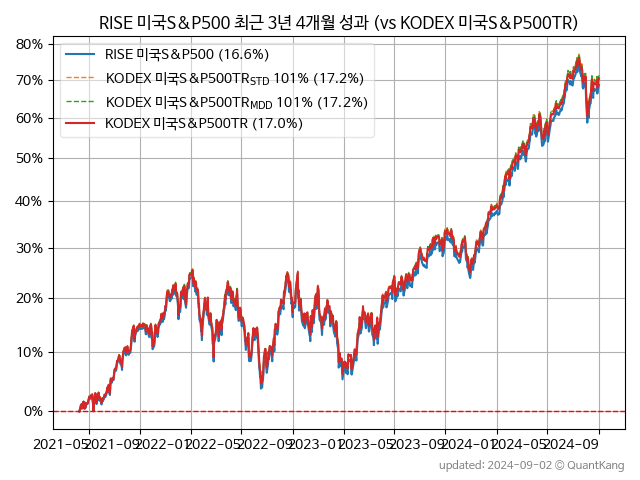 RISE 미국S&P500 최근 3년 4개월 성과 (vs KODEX 미국S&P500TR)
80%
70%
60%
50%
40%
30%
20%
10%
0%
RISE 미국S&P500 (16.6%)
KODEX 미국S&P500TR_STD 101% (17.2%)
KODEX 미국S&P500TR_MDD 101% (17.2%)
KODEX 미국S&P500TR (17.0%)
2021-05 2021-09 2022-01 2022-05 2022-09 2023-01 2023-05 2023-09 2024-01 2024-05 2024-09
updated: 2024-09-02 © QuantKang